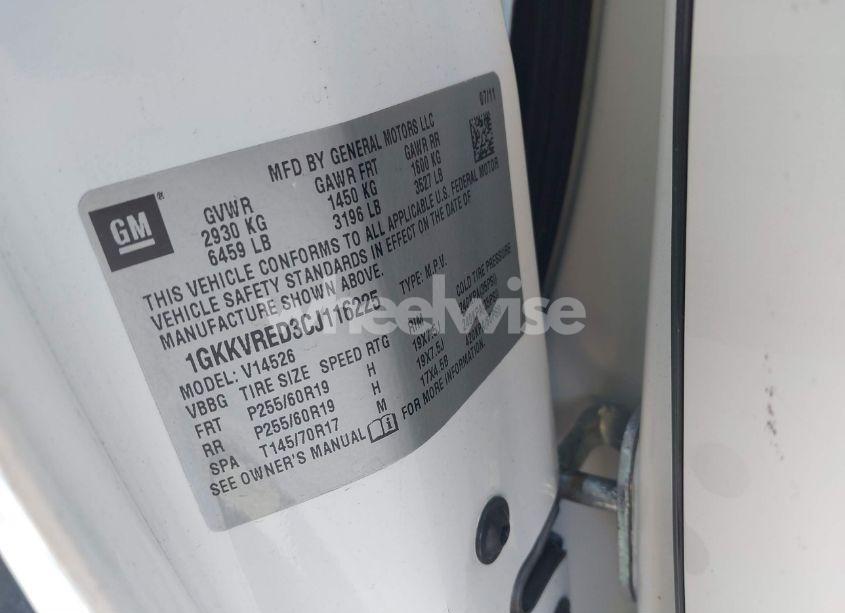 07/11
MFD BY GENERAL MOTORS LLC
GM ®
GVWR GAWR FRT GAWR RR
2930 KG 1450 KG 1600 KG
6459 LB 3196 LB 3527 LB
THIS VEHICLE CONFORMS TO ALL APPLICABLE U.S. FEDERAL MOTOR
VEHICLE SAFETY STANDARDS IN EFFECT ON THE DATE OF
MANUFACTURE SHOWN ABOVE.
1GKKVRED3CJ116225 TYPE: M.P.V.
MODEL: V14526
VBBG TIRE SIZE SPEED RTG RIM COLD TIRE PRESSURE
FRT P255/60R19 H 19X7.5J
RR P255/60R19 H 19X7.5J
SPA T145/70R17 M 17X4.5B
SEE OWNER'S MANUAL FOR MORE INFORMATION.
wheelwise